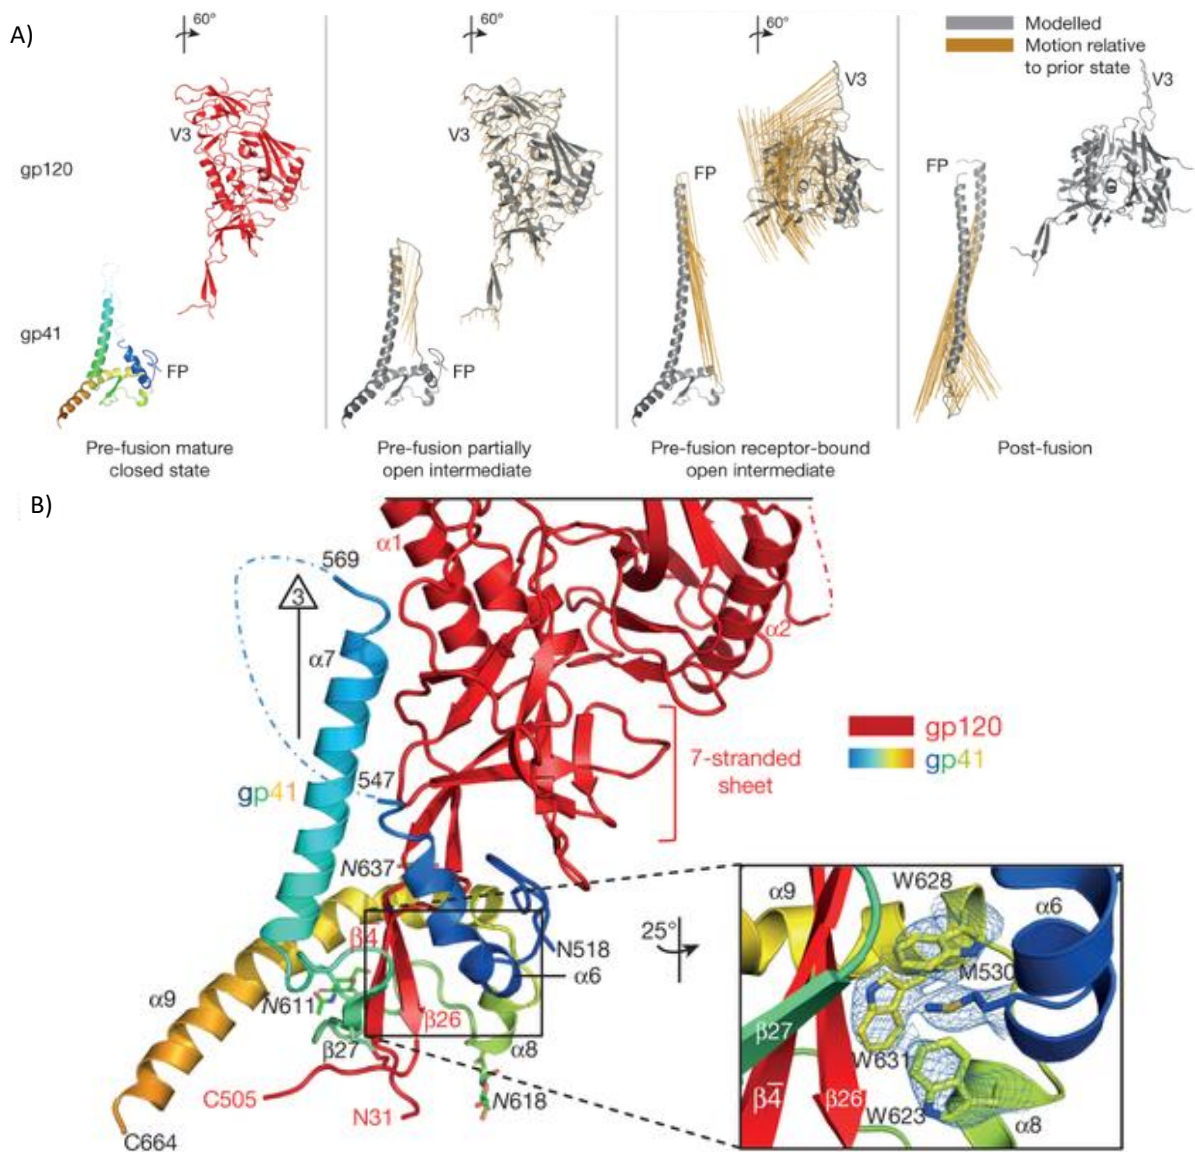 A)
60°
60°
60°
Modelled
Motion relative
to prior state
V3
V3
V3
V3
gp120
gp41
FP
FP
FP
FP
Pre-fusion mature
closed state
Pre-fusion partially
open intermediate
Pre-fusion receptor-bound
open intermediate
Post-fusion
B)
569
3
α1
α2
α7
547
7-stranded
sheet
gp120
gp41
gp41
N637
β4
N518
α6
α9
N611
β26
β27
α8
C505
N31
N618
C664
25°
α9
W628
α6
M530
β27
W631
β4
β26
W623
α8